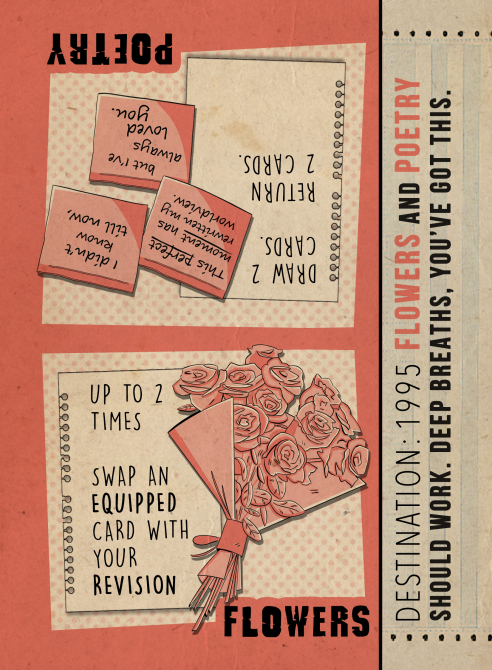 POETRY
DRAW 2
CARDS.
RETURN
2 CARDS.
I didn't
know
till now,
This perfect
moment has
rewritten my
worldview.
but I've
always
loved
you.
UP TO 2
TIMES
SWAP AN
EQUIPPED
CARD WITH
YOUR
REVISION
FLOWERS
DESTINATION: 1995 FLOWERS AND POETRY
SHOULD WORK. DEEP BREATHS, YOU'VE GOT THIS.